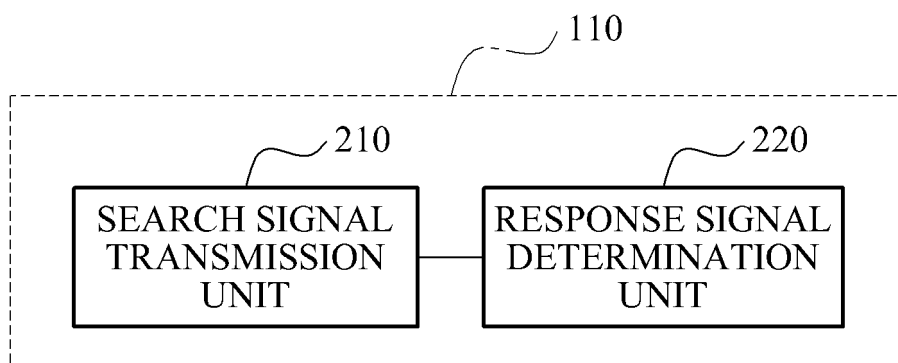 110
210
220
SEARCH SIGNAL
TRANSMISSION
UNIT
RESPONSE SIGNAL
DETERMINATION
UNIT